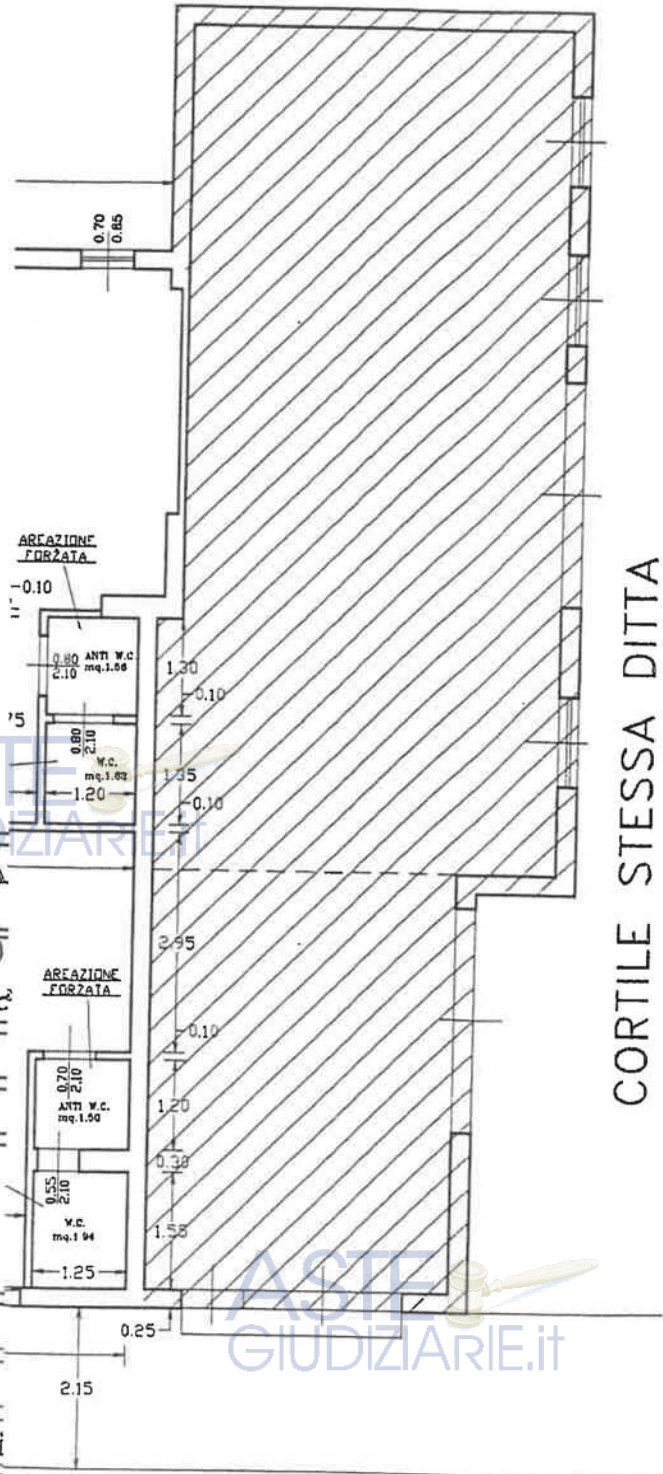 0.70
0.85
AREAZIONE
FORZATA
0.10
0.80
2.10
ANTI W.C.
mq.1.56
1.30
0.10
75
0.80
2.10
W.C.
mq.1.62
1.35
1.20
0.10
2.95
AREAZIONE
FORZATA
0.10
0.70
2.10
ANTI W.C.
mq.1.50
1.20
0.30
0.55
2.10
W.C.
mq.1.94
1.55
1.25
0.25
2.15
CORTILE STESSA DITTA
ASTE
GIUDIZIARIE.it